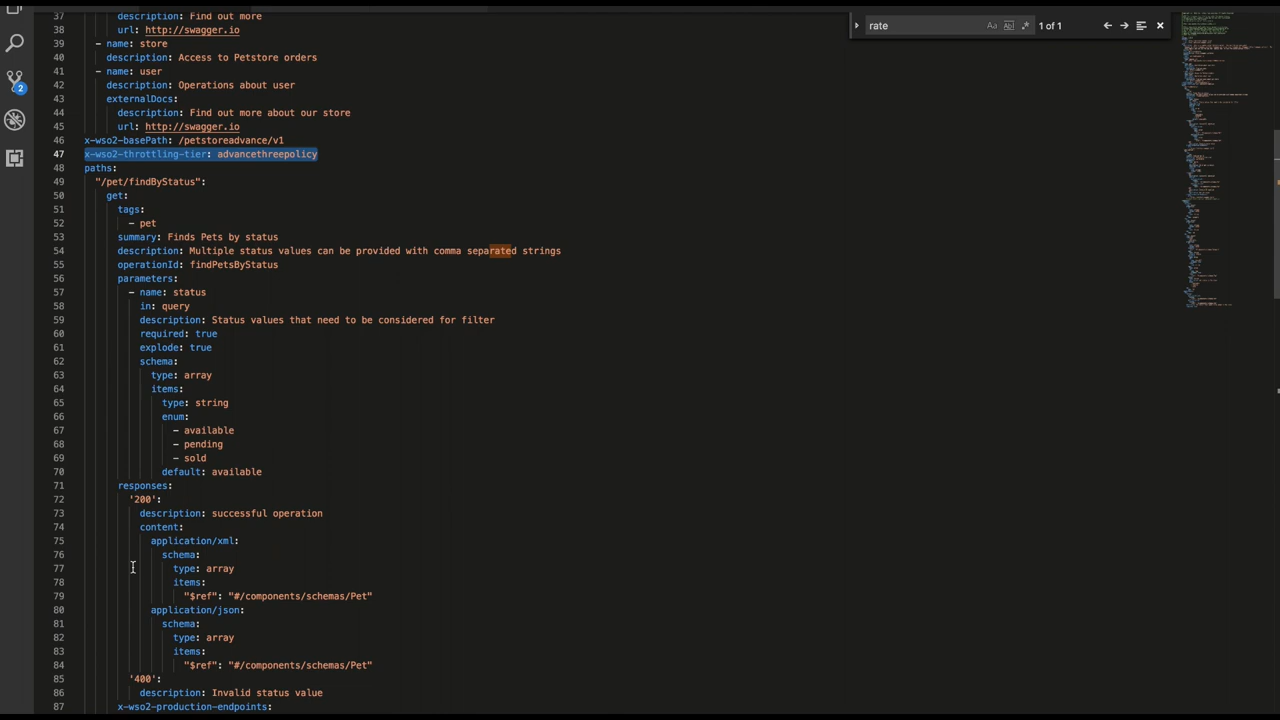 rate
Aa
Ab
1 of 1
2
37 description: Find out more
38 url: http://swagger.io
39 - name: store
40 description: Access to Petstore orders
41 - name: user
42 description: Operations about user
43 externalDocs:
44 description: Find out more about our store
45 url: http://swagger.io
46 x-wso2-basePath: /petstoreadvance/v1
47 x-wso2-throttling-tier: advancethreepolicy
48 paths:
49 "/pet/findByStatus":
50 get:
51 tags:
52 - pet
53 summary: Finds Pets by status
54 description: Multiple status values can be provided with comma separated strings
55 operationId: findPetsByStatus
56 parameters:
57 - name: status
58 in: query
59 description: Status values that need to be considered for filter
60 required: true
61 explode: true
62 schema:
63 type: array
64 items:
65 type: string
66 enum:
67 - available
68 - pending
69 - sold
70 default: available
71 responses:
72 '200':
73 description: successful operation
74 content:
75 application/xml:
76 schema:
77 type: array
78 items:
79 "$ref": "#/components/schemas/Pet"
80 application/json:
81 schema:
82 type: array
83 items:
84 "$ref": "#/components/schemas/Pet"
85 '400':
86 description: Invalid status value
87 x-wso2-production-endpoints: